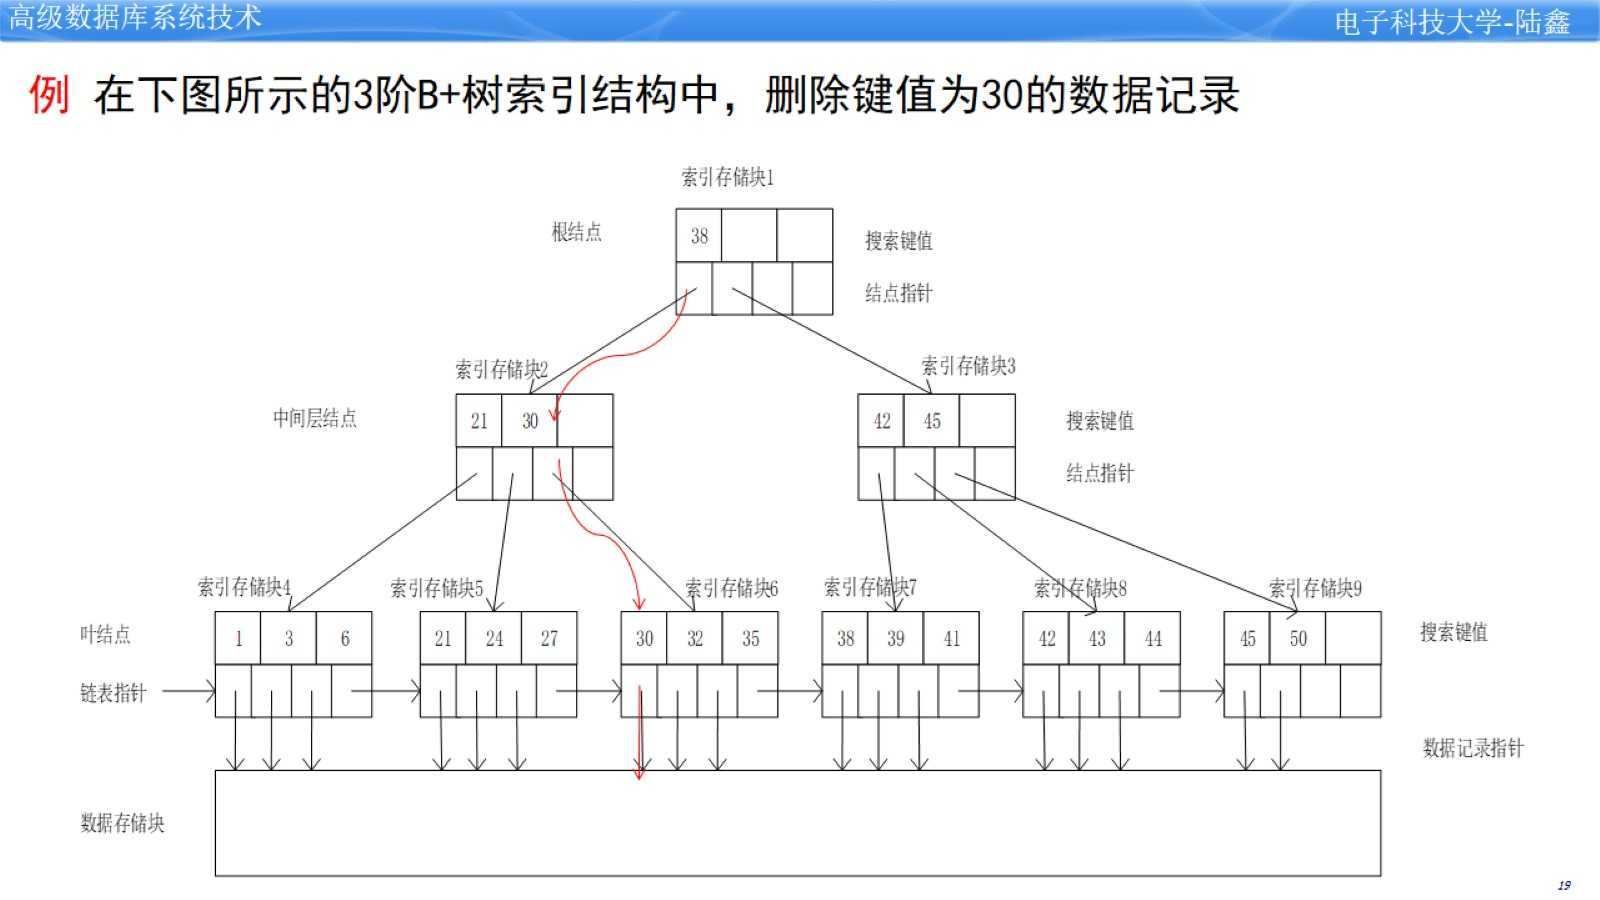 高级数据库系统技术
电子科技大学-陆鑫
例 在下图所示的3阶B+树索引结构中，删除键值为30的数据记录
索引存储块1
根结点
38
搜索键值
结点指针
索引存储块2
索引存储块3
中间层结点
21 30
42 45
搜索键值
结点指针
索引存储块4
索引存储块5
索引存储块6
索引存储块7
索引存储块8
索引存储块9
叶结点
1 3 6
21 24 27
30 32 35
38 39 41
42 43 44
45 50
搜索键值
链表指针
数据记录指针
数据存储块
19